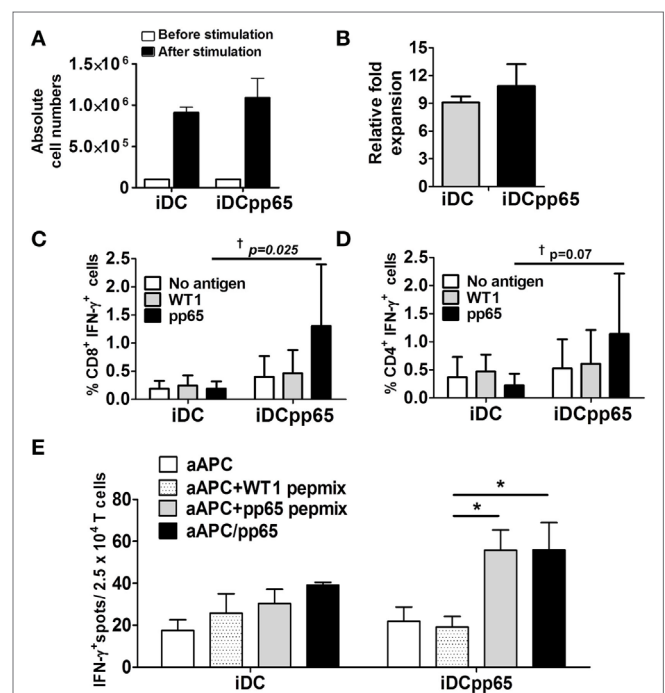 A
Before stimulation
After stimulation
Absolute
cell numbers
1.5×10⁶
1.0×10⁶
5.0×10⁵
0
iDC
iDCpp65
B
Relative fold
expansion
15
12
9
6
3
0
iDC
iDCpp65
C
† p=0.025
No antigen
WT1
pp65
% CD8⁺ IFN-γ⁺ cells
2.5
2.0
1.5
1.0
0.5
0.0
iDC
iDCpp65
D
† p=0.07
No antigen
WT1
pp65
% CD4⁺ IFN-γ⁺ cells
2.5
2.0
1.5
1.0
0.5
0.0
iDC
iDCpp65
E
aAPC
aAPC+WT1 pepmix
aAPC+pp65 pepmix
aAPC/pp65
IFN-γ⁺spots/ 2.5 x 10⁴ T cells
80
60
40
20
0
*
*
iDC
iDCpp65